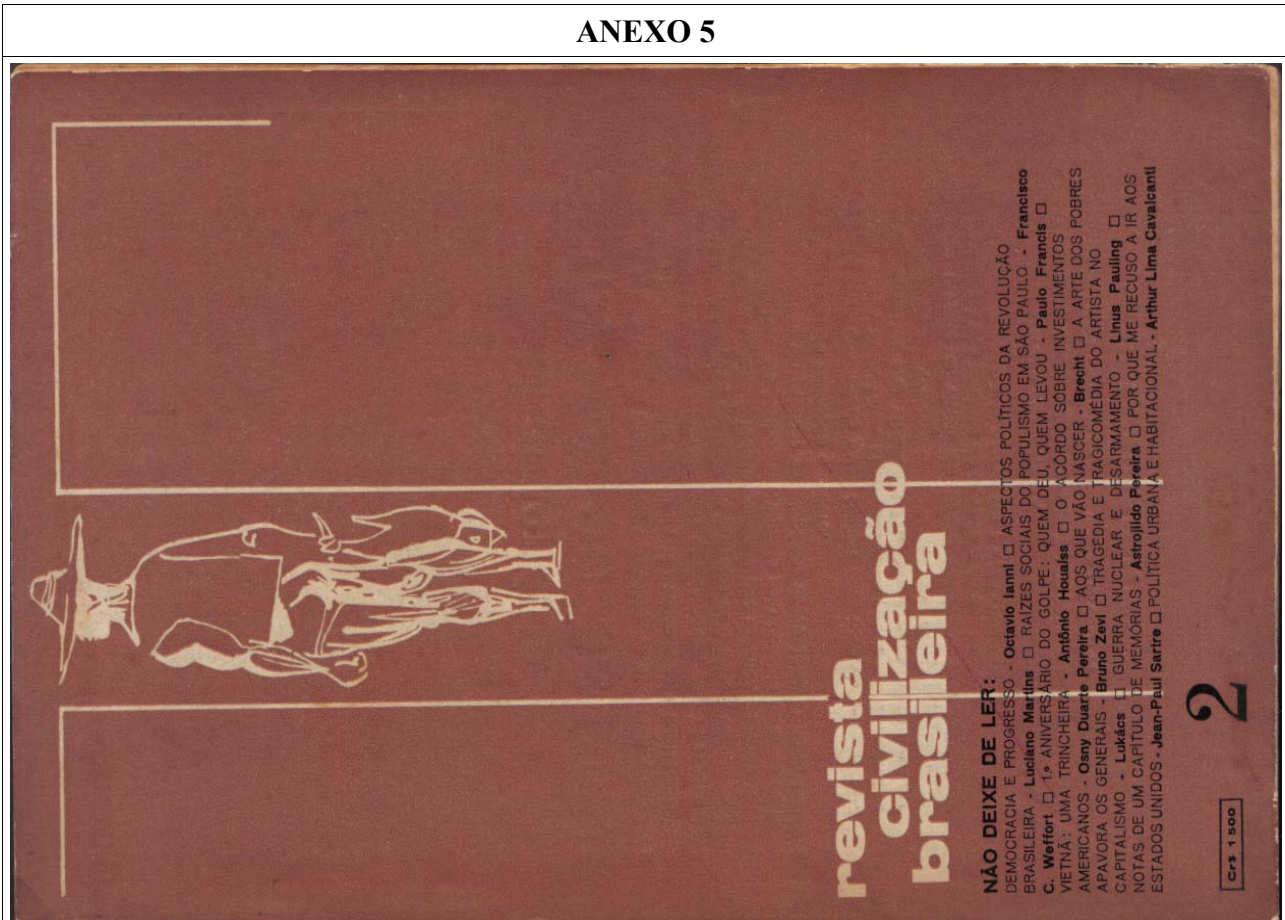 ANEXO 5
revista
civilização
brasileira
NÃO DEIXE DE LER:
DEMOCRACIA E PROGRESSO - Octavio Ianni □ ASPECTOS POLÍTICOS DA REVOLUÇÃO
BRASILEIRA - Luciano Martins □ RAÍZES SOCIAIS DO POPULISMO EM SÃO PAULO - Francisco
C. Weffort □ 1.º ANIVERSÁRIO DO GOLPE: QUEM DEU, QUEM LEVOU - Paulo Francis □
VIETNÃ: UMA TRINCHEIRA - Antônio Houaiss □ O ACÔRDO SÔBRE INVESTIMENTOS
AMERICANOS - Osny Duarte Pereira □ AOS QUE VÃO NASCER - Brecht □ A ARTE DOS POBRES
APAVORA OS GENERAIS - Bruno Zevi □ TRAGÉDIA E TRAGICOMÉDIA DO ARTISTA NO
CAPITALISMO - Lukács □ GUERRA NUCLEAR E DESARMAMENTO - Linus Pauling □
NOTAS DE UM CAPÍTULO DE MEMÓRIAS - Astrojildo Pereira □ POR QUE ME RECUSO A IR AOS
ESTADOS UNIDOS - Jean-Paul Sartre □ POLÍTICA URBANA E HABITACIONAL - Arthur Lima Cavalcanti
Cr$ 1 500
2